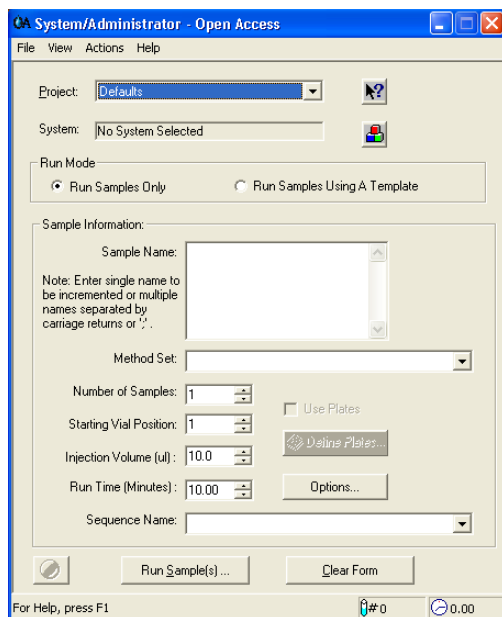 System/Administrator - Open Access
File View Actions Help
Project: Defaults
System: No System Selected
Run Mode
Run Samples Only Run Samples Using A Template
Sample Information:
Sample Name:
Note: Enter single name to
be incremented or multiple
names separated by
carriage returns or ';' .
Method Set:
Number of Samples: 1
Use Plates
Starting Vial Position: 1
Define Plates...
Injection Volume (ul) : 10.0
Run Time (Minutes) : 10.00
Options...
Sequence Name:
Run Sample(s) ... Clear Form
For Help, press F1 #0 0.00